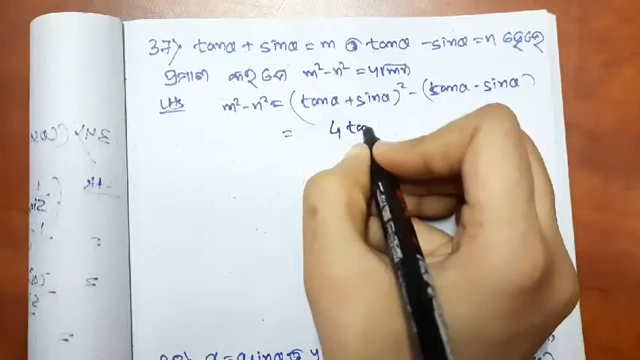 37> tanα + sinα = m ଓ tanα - sinα = n ହେଲେ
ପ୍ରମାଣ କର ଯେ m² - n² = 4√mn
LHS m² - n² = (tanα + sinα)² - (tanα - sinα)
= 4 ta